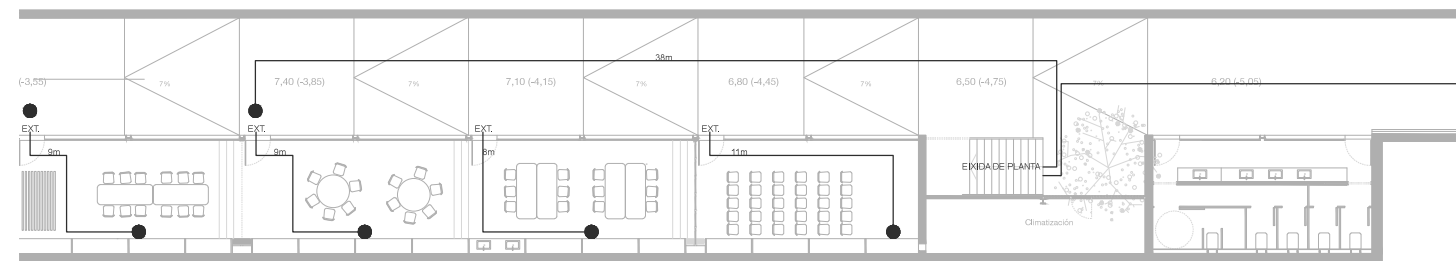 38m
(-3,55)
7%
7,40 (-3,85)
7%
7,10 (-4,15)
7%
6,80 (-4,45)
7%
6,50 (-4,75)
7%
6,20 (-5,05)
EXT.
EXT.
EXT.
EXT.
9m
9m
8m
11m
EIXIDA DE PLANTA
Climatización